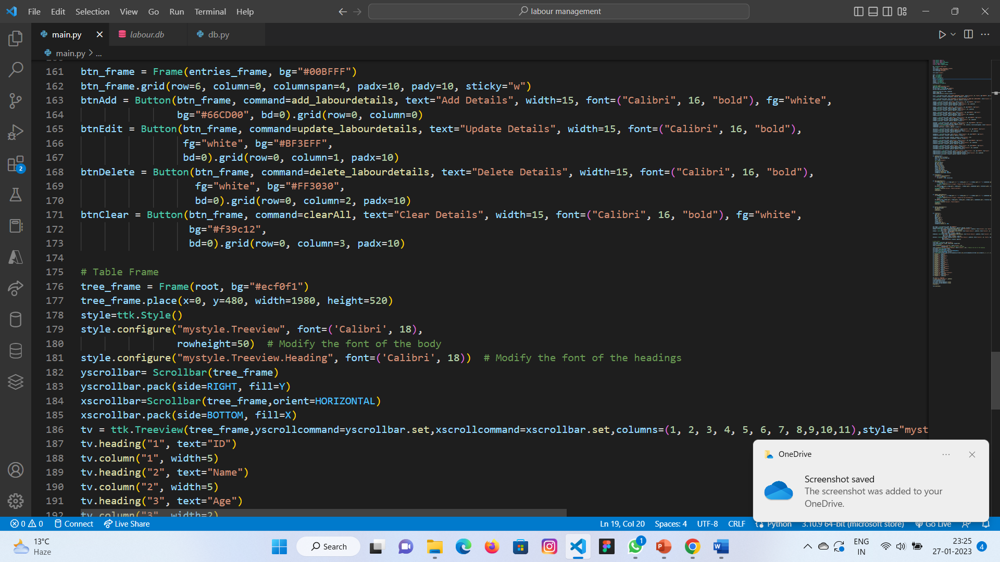 File Edit Selection View Go Run Terminal Help
labour management
main.py labour.db db.py
main.py > ...
161 btn_frame = Frame(entries_frame, bg="#00BFFF")
162 btn_frame.grid(row=6, column=0, columnspan=4, padx=10, pady=10, sticky="w")
163 btnAdd = Button(btn_frame, command=add_labourdetails, text="Add Details", width=15, font=("Calibri", 16, "bold"), fg="white",
164 bg="#66CD00", bd=0).grid(row=0, column=0)
165 btnEdit = Button(btn_frame, command=update_labourdetails, text="Update Details", width=15, font=("Calibri", 16, "bold"),
166 fg="white", bg="#BF3EFF",
167 bd=0).grid(row=0, column=1, padx=10)
168 btnDelete = Button(btn_frame, command=delete_labourdetails, text="Delete Details", width=15, font=("Calibri", 16, "bold"),
169 fg="white", bg="#FF3030",
170 bd=0).grid(row=0, column=2, padx=10)
171 btnClear = Button(btn_frame, command=clearAll, text="Clear Details", width=15, font=("Calibri", 16, "bold"), fg="white",
172 bg="#f39c12",
173 bd=0).grid(row=0, column=3, padx=10)
174
175 # Table Frame
176 tree_frame = Frame(root, bg="#ecf0f1")
177 tree_frame.place(x=0, y=480, width=1980, height=520)
178 style=ttk.Style()
179 style.configure("mystyle.Treeview", font=('Calibri', 18),
180 rowheight=50) # Modify the font of the body
181 style.configure("mystyle.Treeview.Heading", font=('Calibri', 18)) # Modify the font of the headings
182 yscrollbar= Scrollbar(tree_frame)
183 yscrollbar.pack(side=RIGHT, fill=Y)
184 xscrollbar=Scrollbar(tree_frame,orient=HORIZONTAL)
185 xscrollbar.pack(side=BOTTOM, fill=X)
186 tv = ttk.Treeview(tree_frame,yscrollcommand=yscrollbar.set,xscrollcommand=xscrollbar.set,columns=(1, 2, 3, 4, 5, 6, 7, 8,9,10,11),style="myst
187 tv.heading("1", text="ID")
188 tv.column("1", width=5)
189 tv.heading("2", text="Name")
190 tv.column("2", width=5)
191 tv.heading("3", text="Age")
192 tv.column("3", width=2)
2
OneDrive
Screenshot saved
The screenshot was added to your
OneDrive.
0 0 Connect Live Share Ln 19, Col 20 Spaces: 4 UTF-8 CRLF Python 3.10.9 64-bit (microsoft store) Go Live
13°C
Haze
Search
1
ENG
IN
23:25
27-01-2023
4